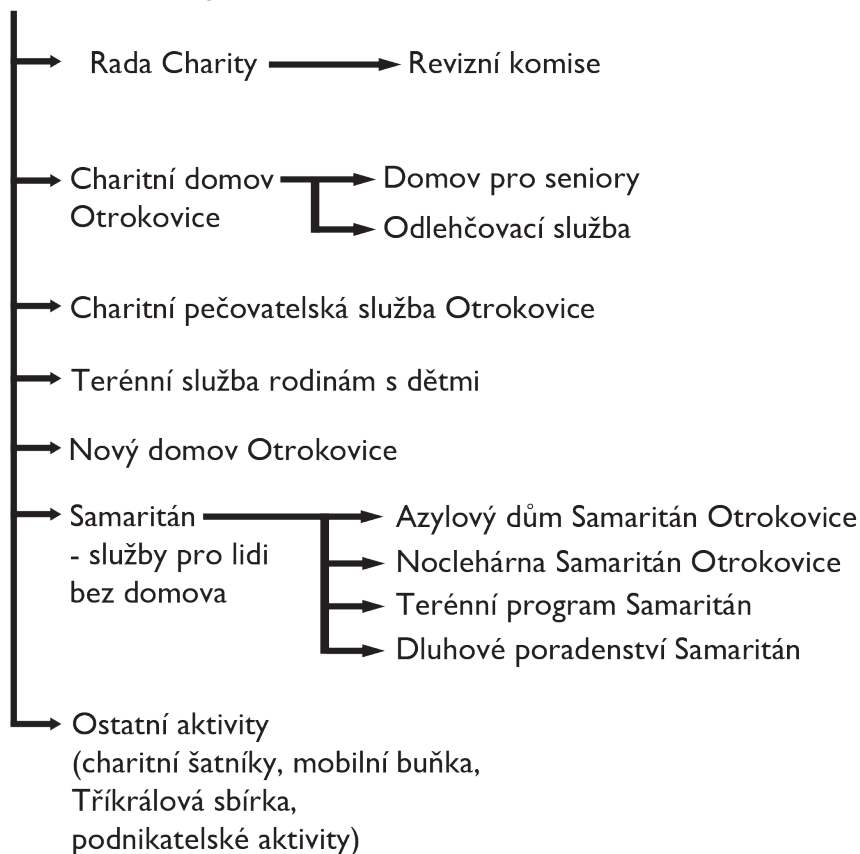 Rada Charity
Revizní komise
Charitní domov
Otrokovice
Domov pro seniory
Odlehčovací služba
Charitní pečovatelská služba Otrokovice
Terénní služba rodinám s dětmi
Nový domov Otrokovice
Samaritán
- služby pro lidi
bez domova
Azylový dům Samaritán Otrokovice
Noclehárna Samaritán Otrokovice
Terénní program Samaritán
Dluhové poradenství Samaritán
Ostatní aktivity
(charitní šatníky, mobilní buňka,
Tříkrálová sbírka,
podnikatelské aktivity)